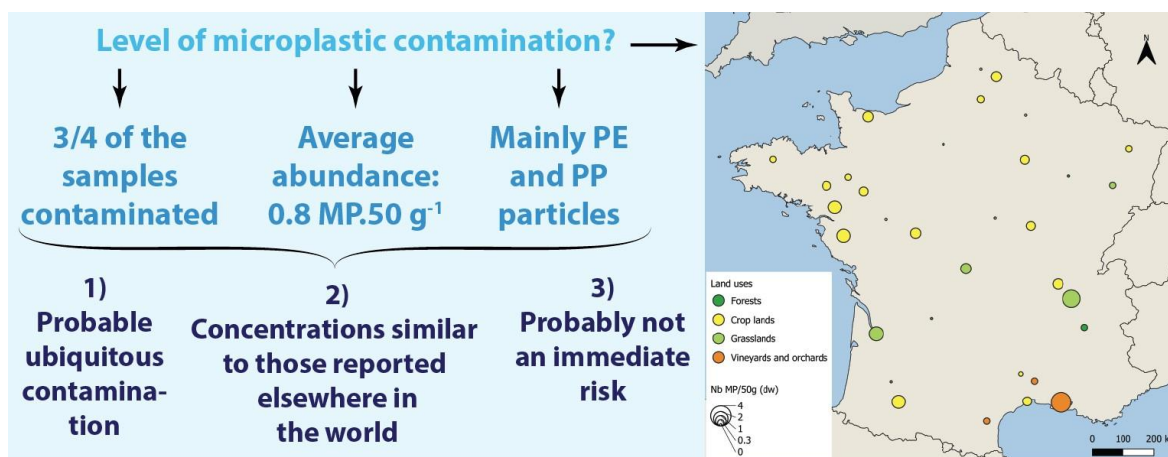 Level of microplastic contamination?
3/4 of the
samples
contaminated
Average
abundance:
0.8 MP.50 g⁻¹
Mainly PE
and PP
particles
1)
Probable
ubiquitous
contamina-
tion
2)
Concentrations similar
to those reported
elsewhere in
the world
3)
Probably not
an immediate
risk
N
Land uses
Forests
Crop lands
Grasslands
Vineyards and orchards
Nb MP/50g (dw)
4
2
1
0.3
0
0 100 200 k